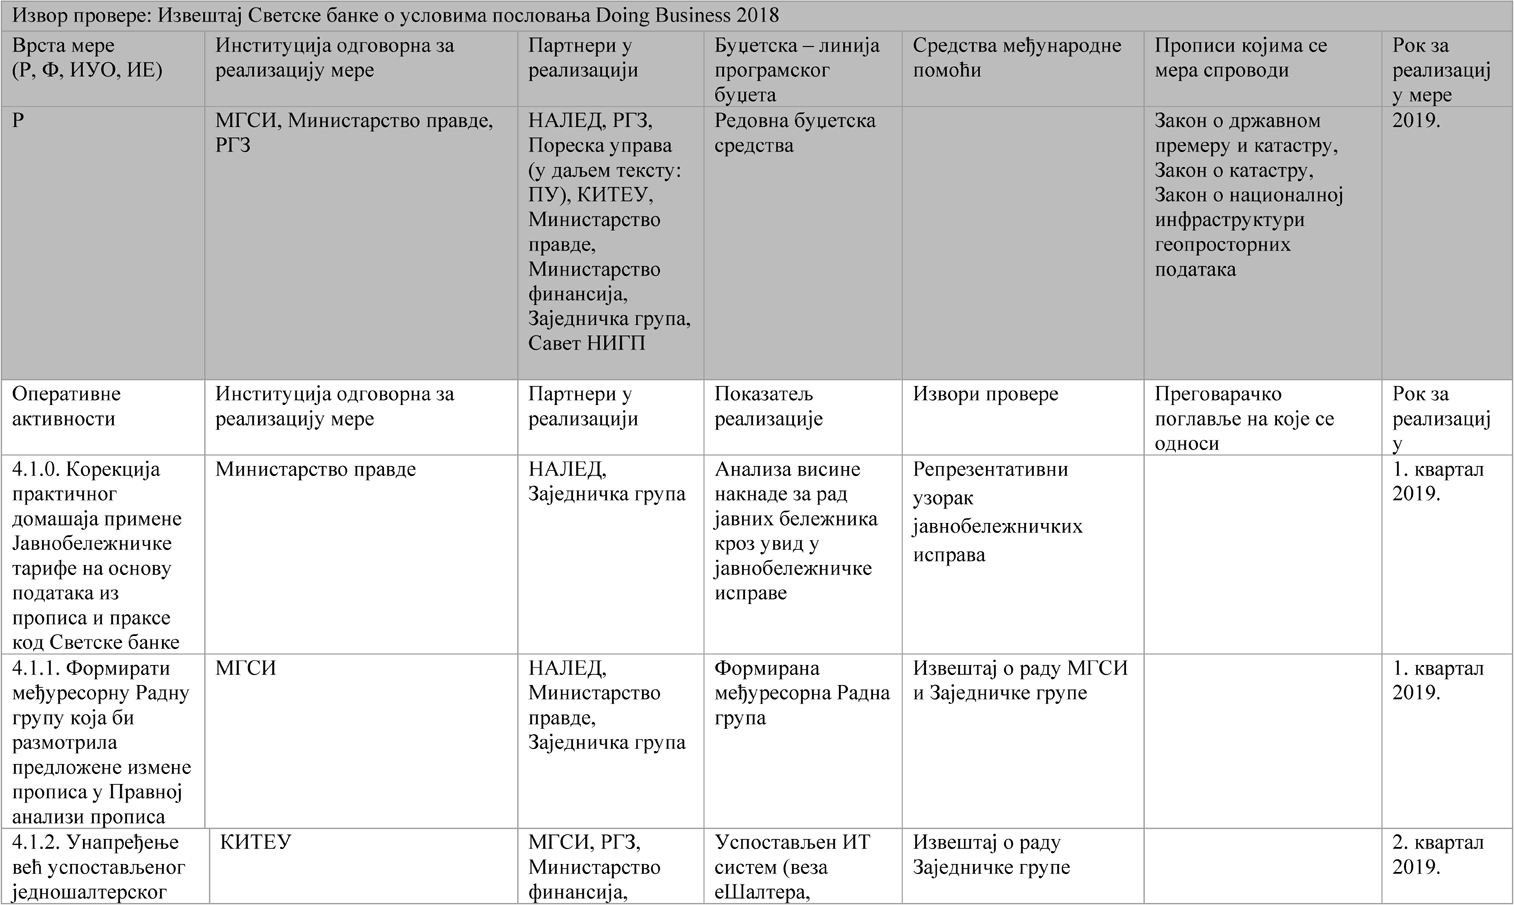 Извор провере: Извештај Светске банке о условима пословања Doing Business 2018
Врста мере
(Р, Ф, ИУО, ИЕ)
Институција одговорна за
реализацију мере
Партнери у
реализацији
Буџетска – линија
програмског
буџета
Средства међународне
помоћи
Прописи којима се
мера спроводи
Рок за
реализациј
у мере
Р
МГСИ, Министарство правде,
РГЗ
НАЛЕД, РГЗ,
Пореска управа
(у даљем тексту:
ПУ), КИТЕУ,
Министарство
правде,
Министарство
финансија,
Заједничка група,
Савет НИГП
Редовна буџетска
средства
Закон о државном
премеру и катастру,
Закон о катастру,
Закон о националној
инфраструктури
геопросторних
података
2019.
Оперативне
активности
Институција одговорна за
реализацију мере
Партнери у
реализацији
Показатељ
реализације
Извори провере
Преговарачко
поглавље на које се
односи
Рок за
реализациј
у
4.1.0. Корекција
практичног
домашаја примене
Јавнобележничке
тарифе на основу
података из
прописа и праксе
код Светске банке
Министарство правде
НАЛЕД,
Заједничка група
Анализа висине
накнаде за рад
јавних бележника
кроз увид у
јавнобележничке
исправе
Репрезентативни
узорак
јавнобележничких
исправа
1. квартал
2019.
4.1.1. Формирати
међуресорну Радну
групу која би
размотрила
предложене измене
прописа у Правној
анализи прописа
МГСИ
НАЛЕД,
Министарство
правде,
Заједничка група
Формирана
међуресорна Радна
група
Извештај о раду МГСИ
и Заједничке групе
1. квартал
2019.
4.1.2. Унапређење
већ успостављеног
једношалтерског
КИТЕУ
МГСИ, РГЗ,
Министарство
финансија,
Успостављен ИТ
систем (веза
еШалтера,
Извештај о раду
Заједничке групе
2. квартал
2019.